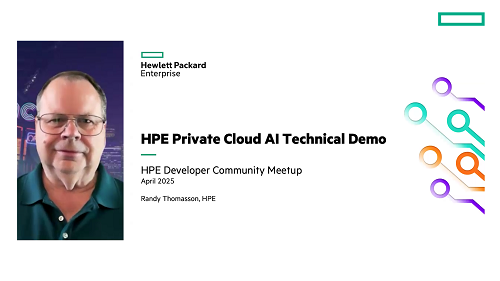 Hewlett Packard
Enterprise
HPE Private Cloud AI Technical Demo
HPE Developer Community Meetup
April 2025
Randy Thomasson, HPE